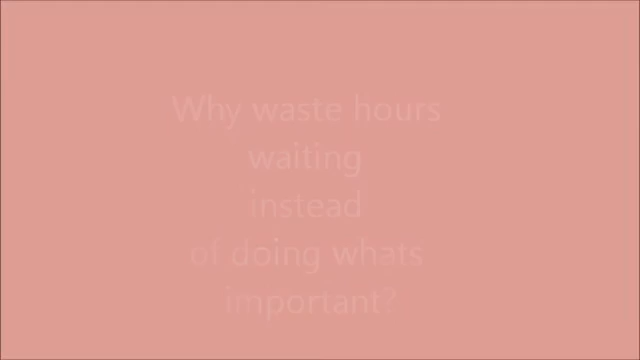 Why waste hours
waiting
instead
of doing whats
important?